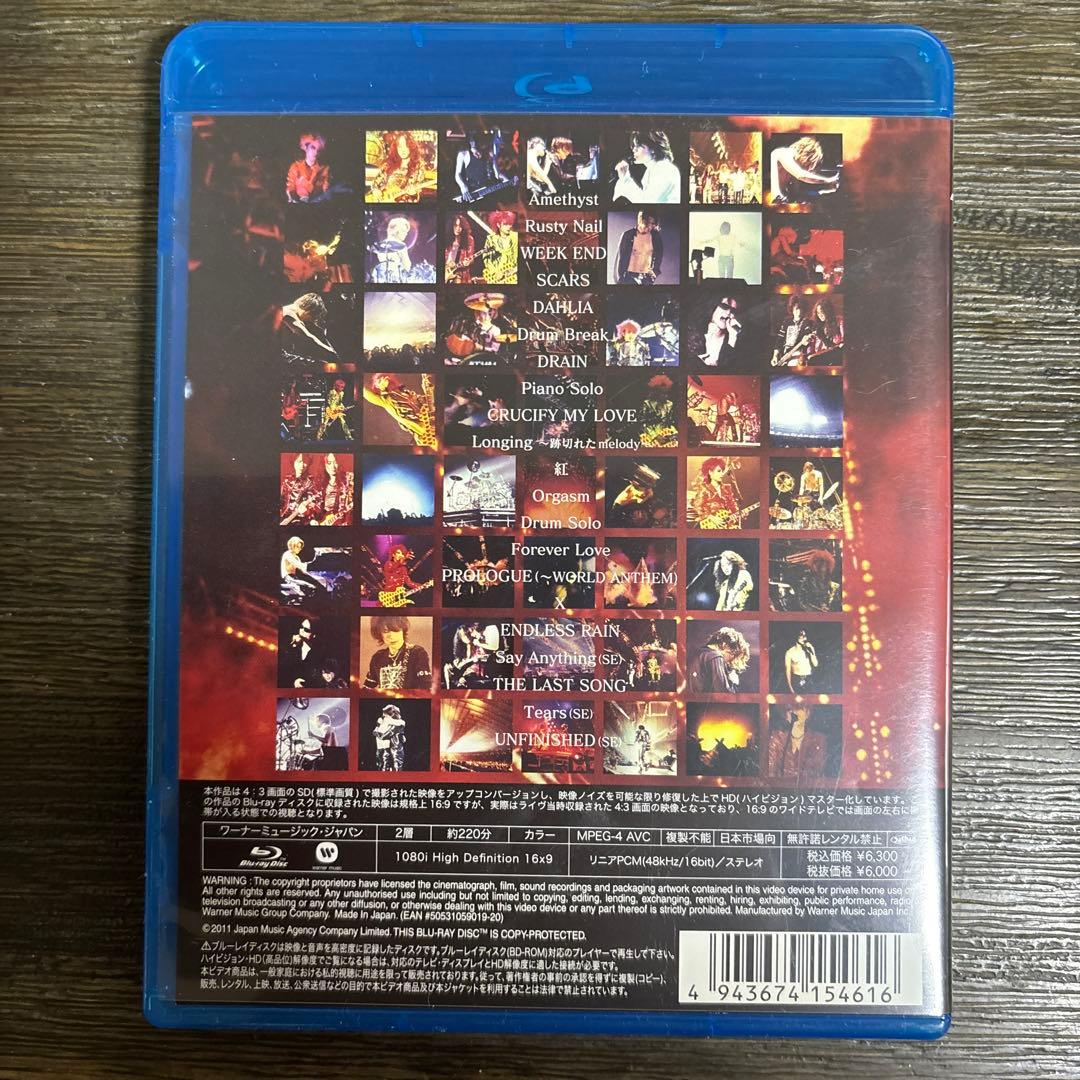 Amethyst
Rusty Nail
WEEK END
SCARS
DAHLIA
Drum Break
DRAIN
Piano Solo
CRUCIFY MY LOVE
Longing ～跡切れたmelody～
紅
Orgasm
Drum Solo
Forever Love
PROLOGUE (～WORLD ANTHEM)
X
ENDLESS RAIN
Say Anything (SE)
THE LAST SONG
Tears (SE)
UNFINISHED (SE)
本作品は4：3画面のSD(標準画質)で撮影された映像をアップコンバージョンし、映像ノイズを可能な限り修復した上でHD(ハイビジョン)マスター化しています。こ
の作品のBlu-rayディスクに収録された映像は規格上16:9ですが、実際はライヴ当時収録された4:3画面の映像となっており、16:9のワイドテレビでは画面の左右に
帯が入る状態での視聴となります。
ワーナーミュージック・ジャパン 2層 約220分 カラー MPEG-4 AVC 複製不能 日本市場向 無許諾レンタル禁止
Blu-ray Disc warner music 1080i High Definition 16x9 リニアPCM(48kHz/16bit)／ステレオ 税込価格 ¥6,300
税抜価格 ¥6,000
WARNING : The copyright proprietors have licensed the cinematograph, film, sound recordings and packaging artwork contained in this video device for private home use
All other rights are reserved. Any unauthorised use including but not limited to copying, editing, lending, exchanging, renting, hiring, exhibiting, public performance,
television broadcasting or any other diffusion, or otherwise dealing with this video device or any part thereof is strictly prohibited. Manufactured by Warner Music Japan Inc.
Warner Music Group Company. Made in Japan. (EAN #50531059019-20)
©2011 Japan Music Agency Company Limited. THIS BLU-RAY DISC™ IS COPY-PROTECTED.
⚠ブルーレイディスクは映像と音声を高密度に記録したディスクです。ブルーレイディスク(BD-ROM)対応のプレイヤーで再生して下さい。
ハイビジョン・HD(高品位)解像度でご覧になる場合は、対応のテレビ・ディスプレイとHD解像度に適した接続が必要です。
本ビデオ商品は、一般家庭における私的視聴に用途を限って販売されております。従って、著作権者の事前の承認を得ずに複製(コピー)、
販売、レンタル、上映、放送、公衆送信などの目的で本ビデオ商品及び本ジャケットを利用することは法律で禁止されています。
4 943674 154616